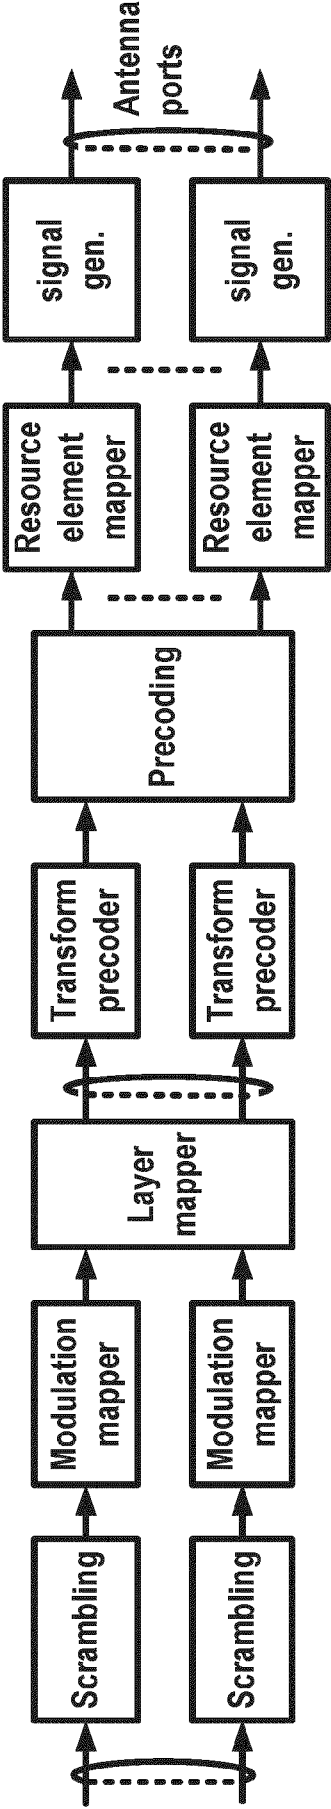 Scrambling
Scrambling
Modulation
mapper
Modulation
mapper
Layer
mapper
Transform
precoder
Transform
precoder
Precoding
Resource
element
mapper
Resource
element
mapper
signal
gen.
signal
gen.
Antenna
ports